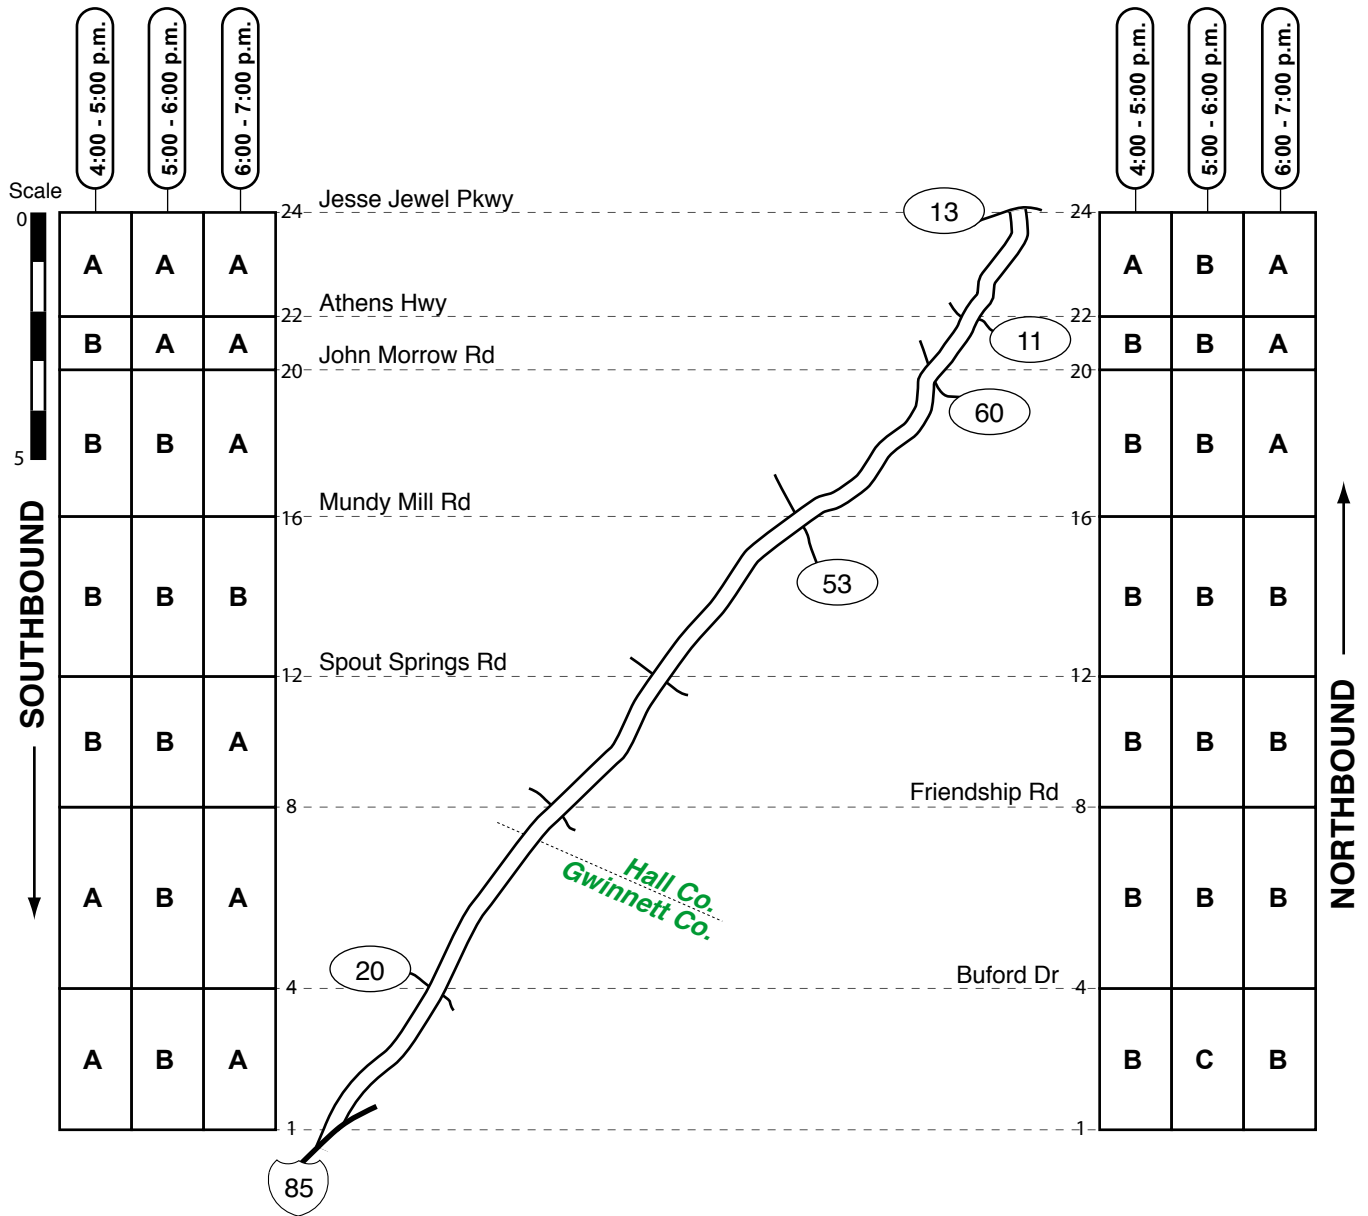 4:00 - 5:00 p.m.
5:00 - 6:00 p.m.
6:00 - 7:00 p.m.
4:00 - 5:00 p.m.
5:00 - 6:00 p.m.
6:00 - 7:00 p.m.
Scale
0
5
SOUTHBOUND
NORTHBOUND
24 Jesse Jewel Pkwy 13 24
A A A A B A
22 Athens Hwy 11 22
B A A B B A
20 John Morrow Rd 60 20
B B A B B A
16 Mundy Mill Rd 53 16
B B B B B B
12 Spout Springs Rd 12
B B A B B B
8 Friendship Rd 8
Hall Co.
Gwinnett Co.
A B A B B B
20
4 Buford Dr 4
A B A B C B
1 1
85